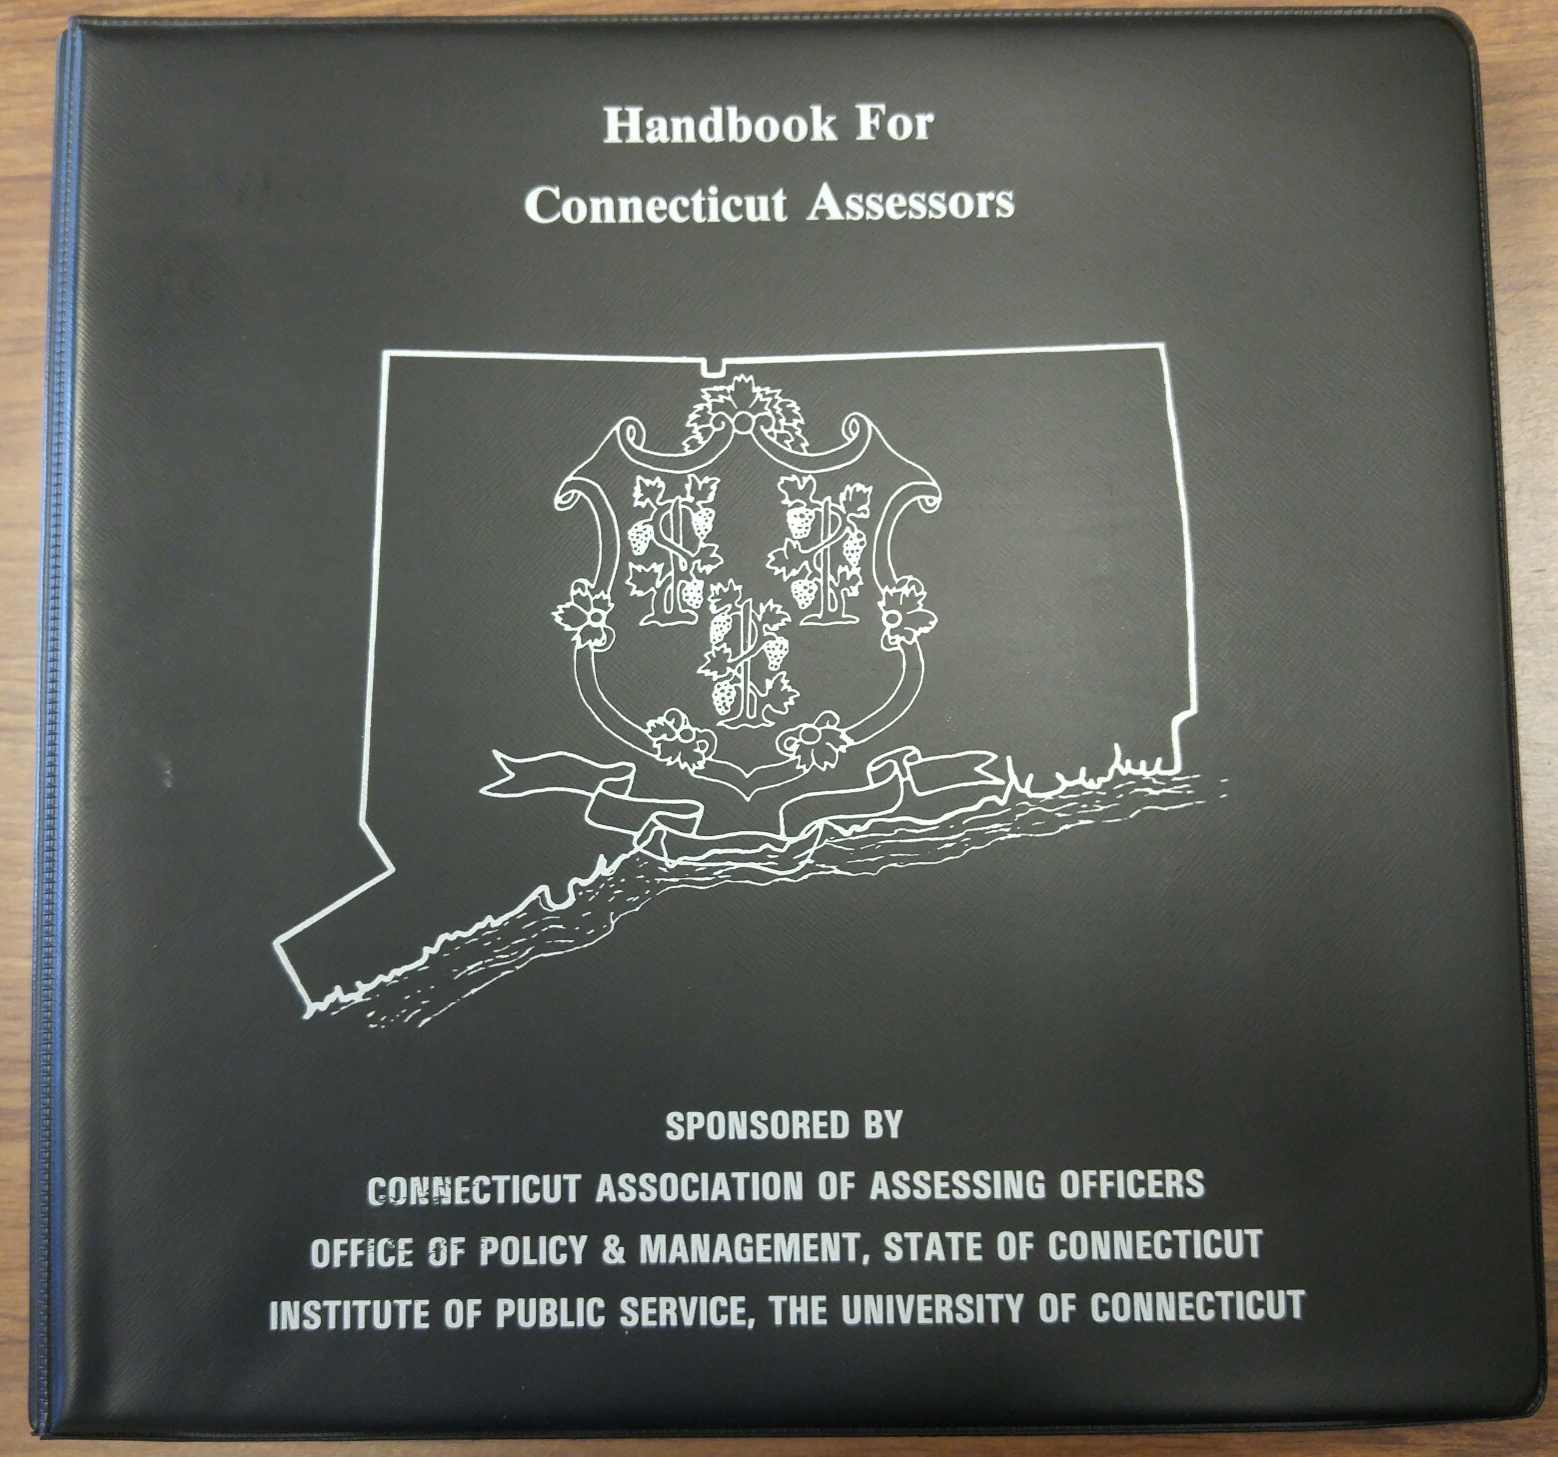 Handbook For
Connecticut Assessors
SPONSORED BY
CONNECTICUT ASSOCIATION OF ASSESSING OFFICERS
OFFICE OF POLICY & MANAGEMENT, STATE OF CONNECTICUT
INSTITUTE OF PUBLIC SERVICE, THE UNIVERSITY OF CONNECTICUT